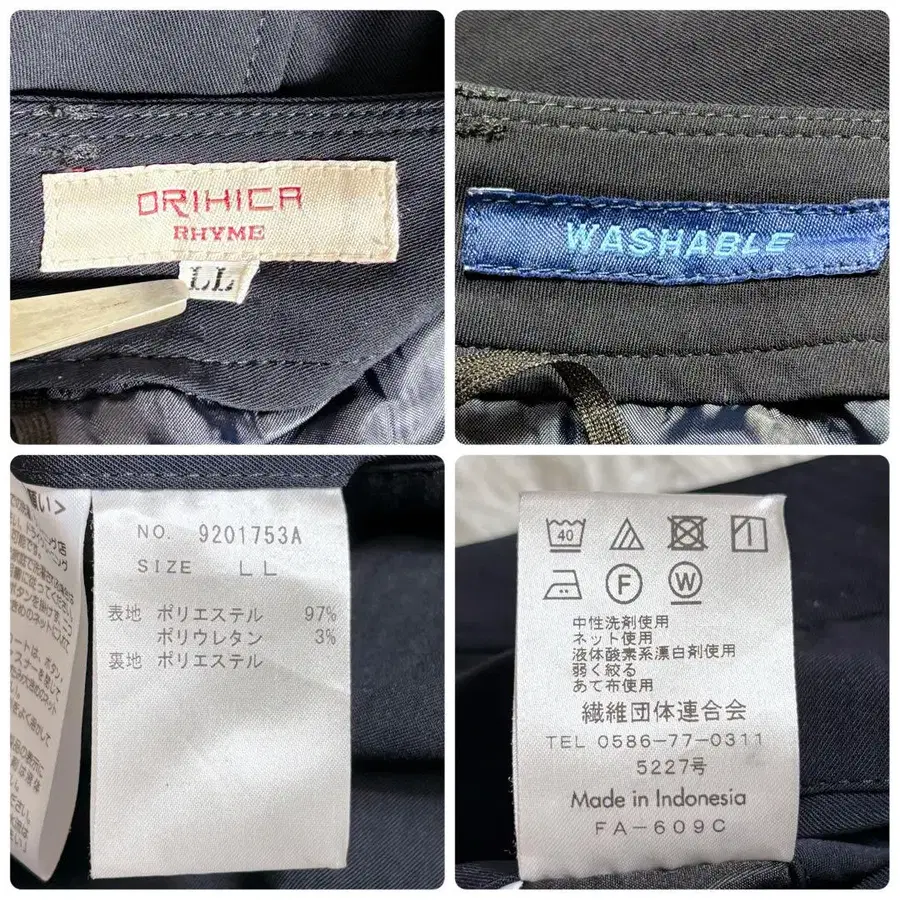 ORIHICA
RHYME
LL
WASHABLE
NO. 9201753A
SIZE LL
表地 ポリエステル 97%
ポリウレタン 3%
裏地 ポリエステル
40
F
W
中性洗剤使用
ネット使用
液体酸素系漂白剤使用
弱く絞る
あて布使用
繊維団体連合会
TEL 0586-77-0311
5227号
Made in Indonesia
FA-609C